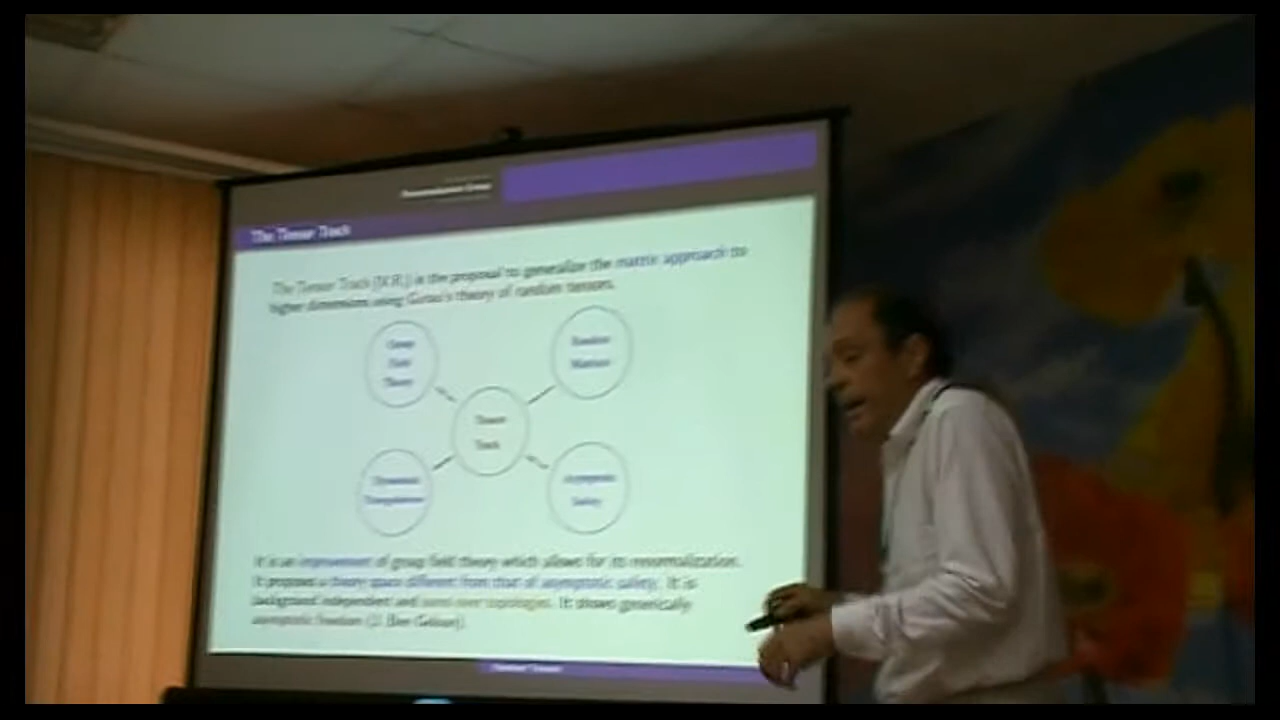 The Tensor Track
The Tensor Track (V.R.) is the proposal to generalize the matrix approach to
higher dimensions using Gurau's theory of random tensors.
Group
Field
Theory
Random
Matrices
Tensor
Track
Dynamical
Triangulations
Asymptotic
Safety
It is an improvement of group field theory which allows for its renormalization.
It proposes a theory space different from that of asymptotic safety. It is
background independent and sums over topologies. It shows generically
asymptotic freedom (J. Ben Geloun).